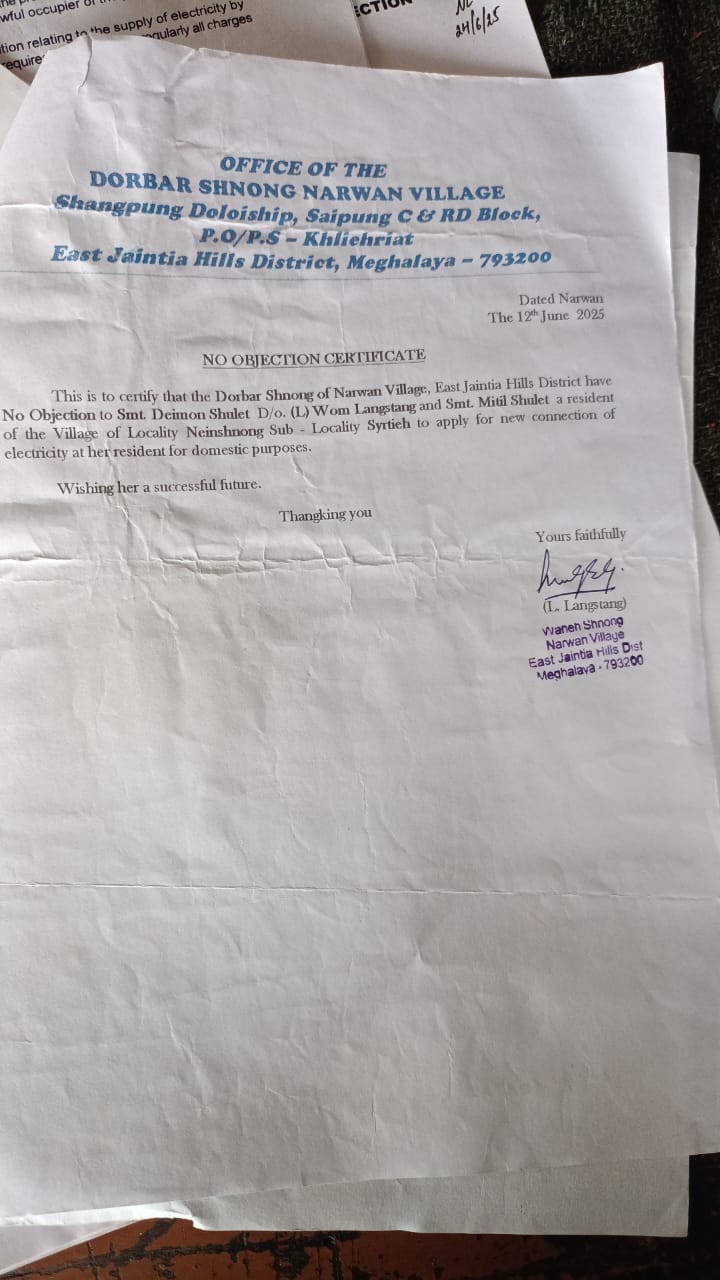 wful occupier of
tion relating to the supply of electricity by
require
gularly all charges
ECTION
24/6/25
OFFICE OF THE
DORBAR SHNONG NARWAN VILLAGE
Shangpung Doloiship, Saipung C & RD Block,
P.O/P.S – Khliehriat
East Jaintia Hills District, Meghalaya – 793200
Dated Narwan
The 12th June 2025
NO OBJECTION CERTIFICATE
This is to certify that the Dorbar Shnong of Narwan Village, East Jaintia Hills District have
No Objection to Smt. Deimon Shulet D/o. (L) Wom Langstang and Smt. Mitil Shulet a resident
of the Village of Locality Neinshnong Sub - Locality Syrtieh to apply for new connection of
electricity at her resident for domestic purposes.
Wishing her a successful future.
Thangking you
Yours faithfully
(L. Langstang)
Waneh Shnong
Narwan Village
East Jaintia Hills Dist
Meghalaya - 793200